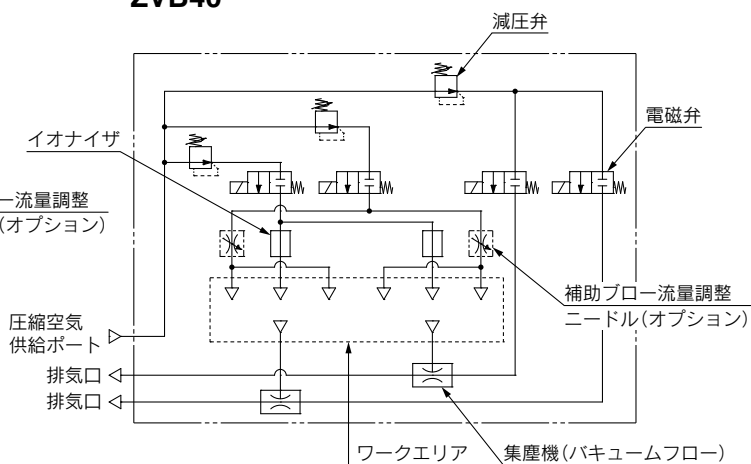 ZVB40
減圧弁
電磁弁
イオナイザ
ー流量調整
(オプション)
補助ブロー流量調整
ニードル(オプション)
圧縮空気
供給ポート
排気口
排気口
ワークエリア
集塵機(バキュームフロー)